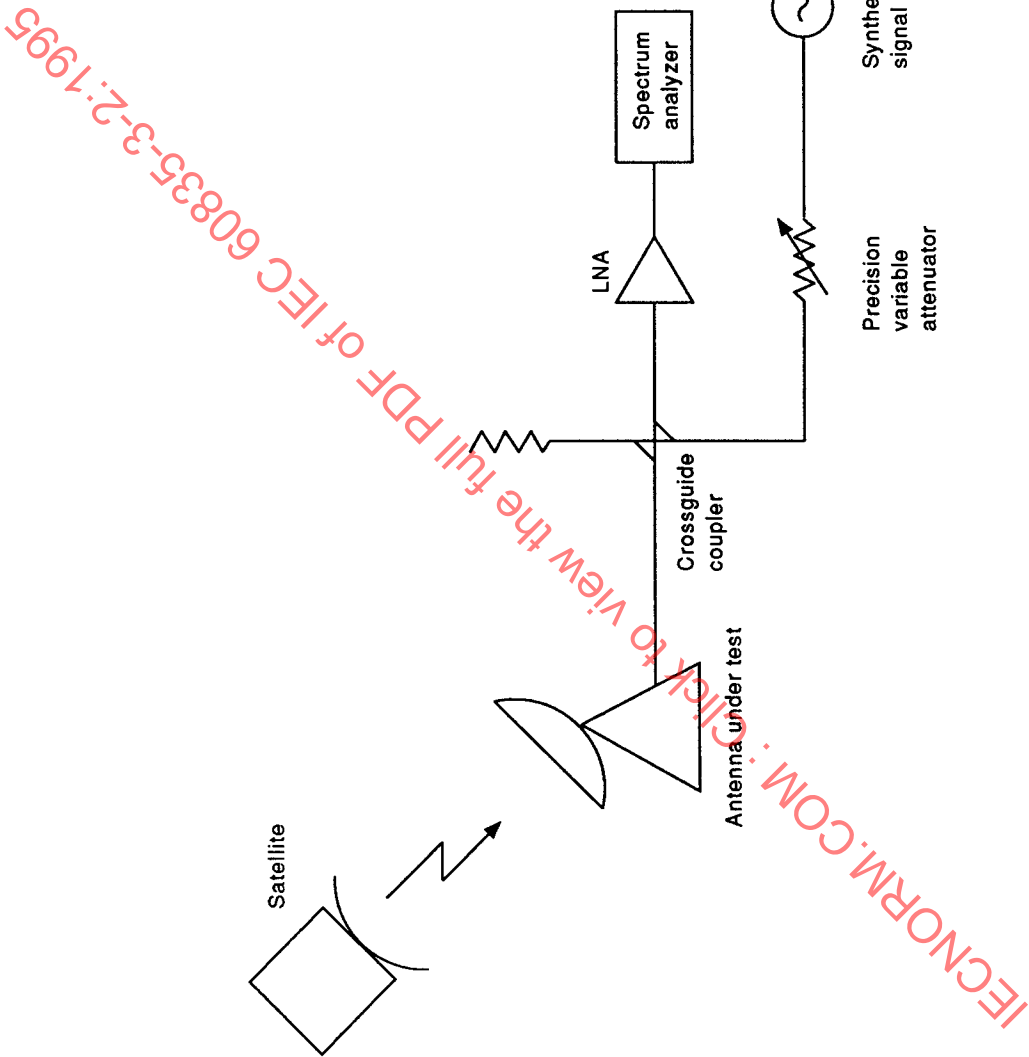 Satellite
Antenna under test
Crossguide
coupler
LNA
Spectrum
analyzer
Precision
variable
attenuator
signal
IECNORM.COM : Click to view the full PDF of IEC 60835-3-2:1995